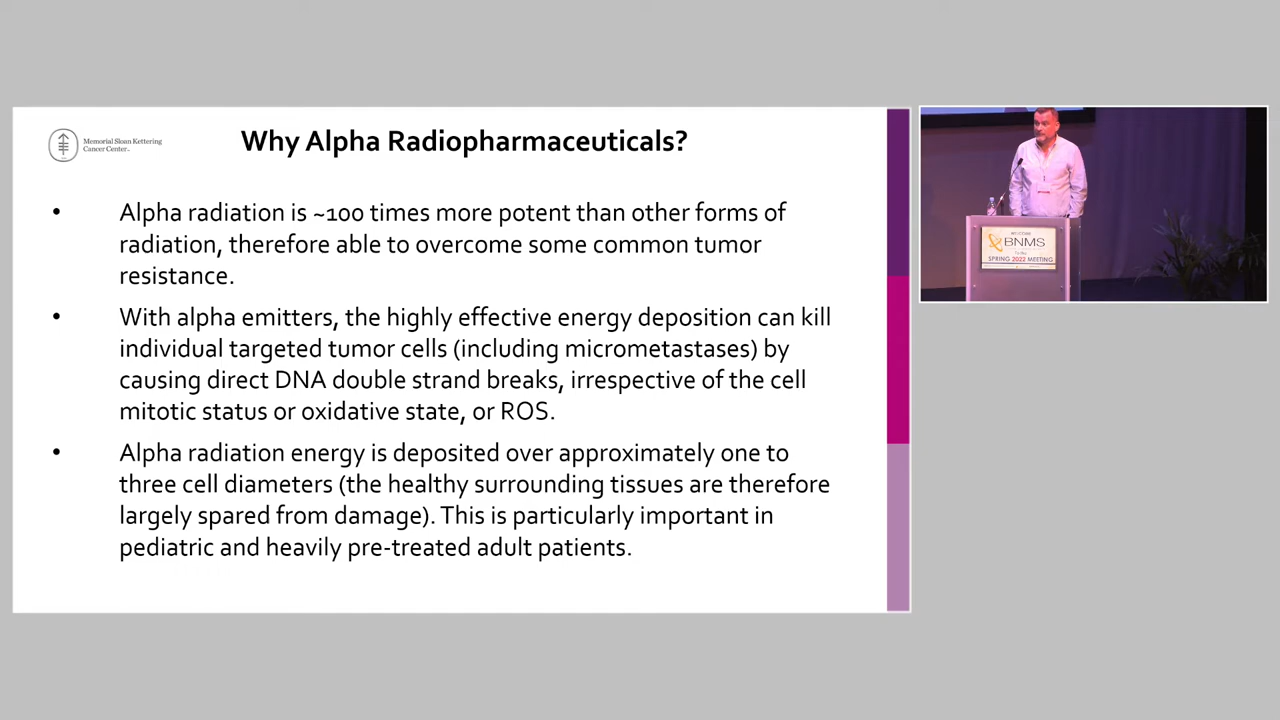 Memorial Sloan Kettering
Cancer Center
Why Alpha Radiopharmaceuticals?
• Alpha radiation is ~100 times more potent than other forms of
radiation, therefore able to overcome some common tumor
resistance.
• With alpha emitters, the highly effective energy deposition can kill
individual targeted tumor cells (including micrometastases) by
causing direct DNA double strand breaks, irrespective of the cell
mitotic status or oxidative state, or ROS.
• Alpha radiation energy is deposited over approximately one to
three cell diameters (the healthy surrounding tissues are therefore
largely spared from damage). This is particularly important in
pediatric and heavily pre-treated adult patients.
WELCOME
BNMS
SPRING 2022 MEETING